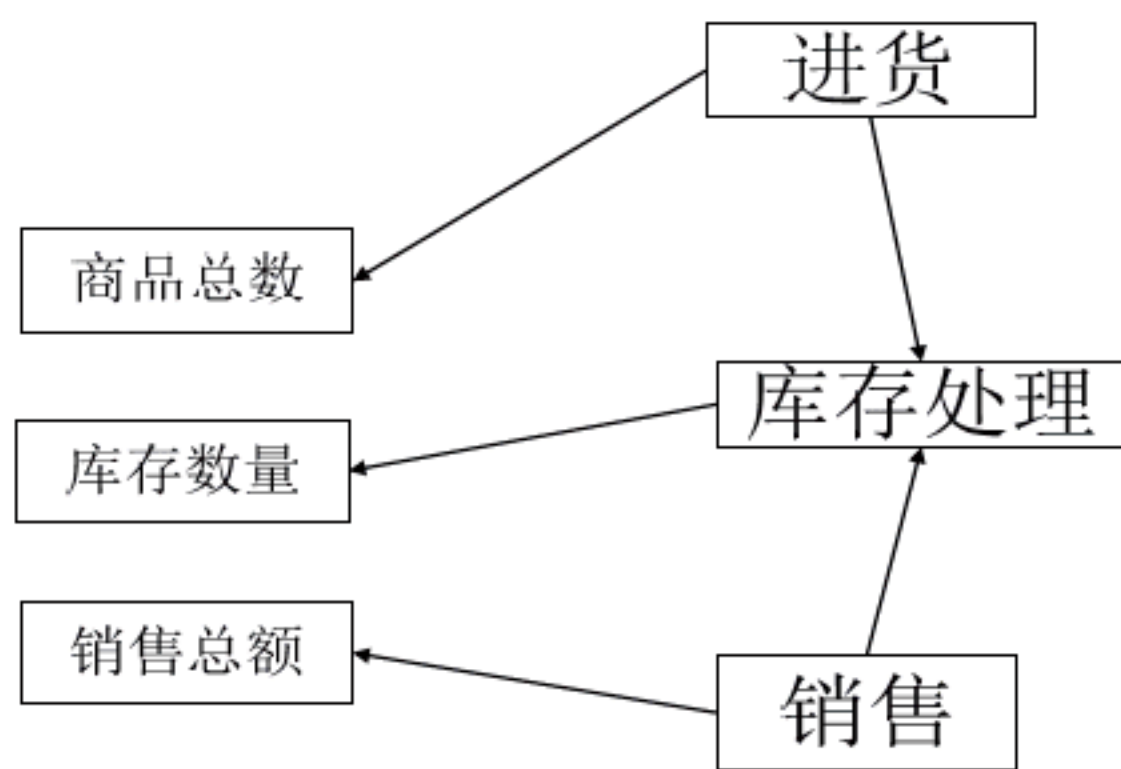 进货
商品总数
库存处理
库存数量
销售总额
销售